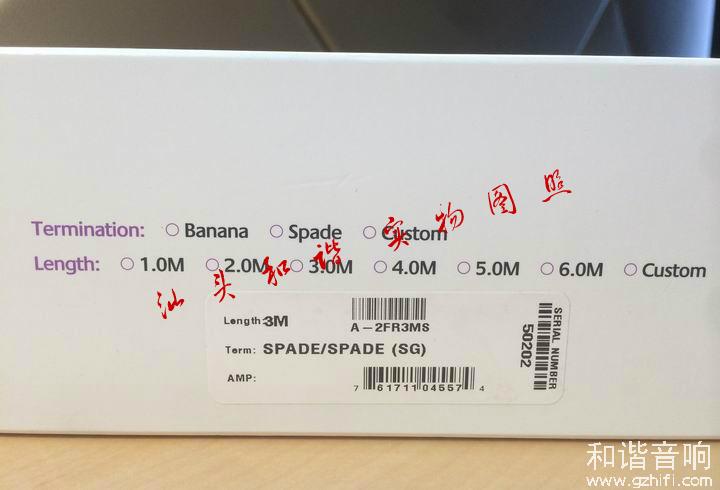 Termination: Banana Spade Custom
Length: 1.0M 2.0M 3.0M 4.0M 5.0M 6.0M Custom
汕头和谐实物图照
Length: 3M
A-2FR3MS
Term: SPADE/SPADE (SG)
AMP:
7 61711 04557 4
SERIAL NUMBER
50202
和谐音响
www.gzhifi.com